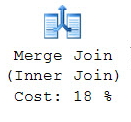 Merge Join
(Inner Join)
Cost: 18 %